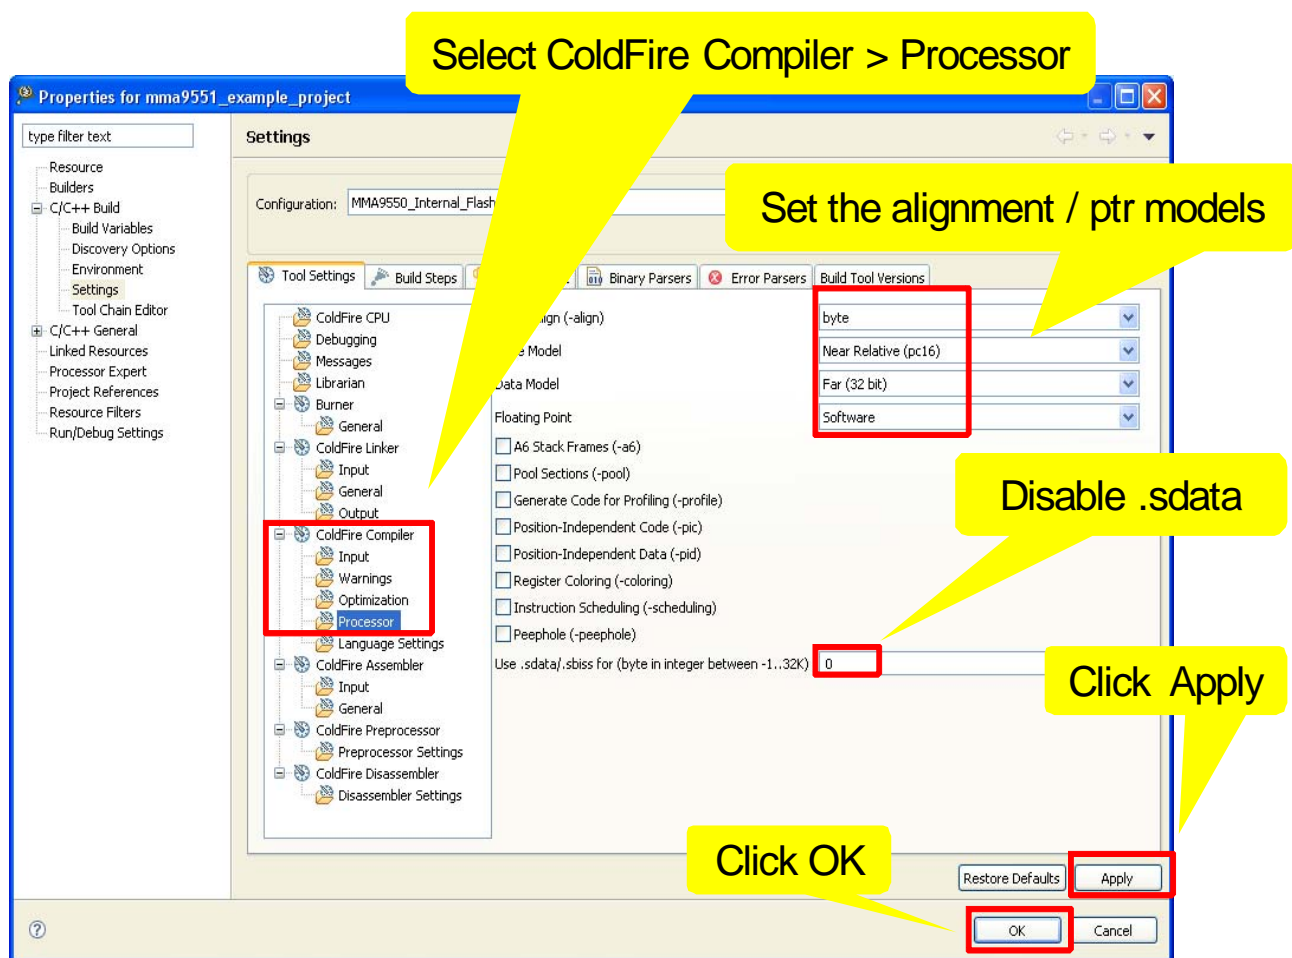 Select ColdFire Compiler > Processor
Properties for mma9551_example_project
type filter text
Settings
Resource
Builders
C/C++ Build
Build Variables
Discovery Options
Environment
Settings
Tool Chain Editor
C/C++ General
Linked Resources
Processor Expert
Project References
Resource Filters
Run/Debug Settings
Configuration:
MMA9550_Internal_Flash
Set the alignment / ptr models
Tool Settings
Build Steps
Binary Parsers
Error Parsers
Build Tool Versions
ColdFire CPU
Debugging
Messages
Librarian
Burner
General
ColdFire Linker
Input
General
Output
ColdFire Compiler
Input
Warnings
Optimization
Processor
Language Settings
ColdFire Assembler
Input
General
ColdFire Preprocessor
Preprocessor Settings
ColdFire Disassembler
Disassembler Settings
(-align)
byte
Model
Near Relative (pc16)
Data Model
Far (32 bit)
Floating Point
Software
A6 Stack Frames (-a6)
Pool Sections (-pool)
Generate Code for Profiling (-profile)
Position-Independent Code (-pic)
Position-Independent Data (-pid)
Register Coloring (-coloring)
Instruction Scheduling (-scheduling)
Peephole (-peephole)
Use .sdata/.sbiss for (byte in integer between -1..32K)
0
Disable .sdata
Click Apply
Click OK
Restore Defaults
Apply
OK
Cancel